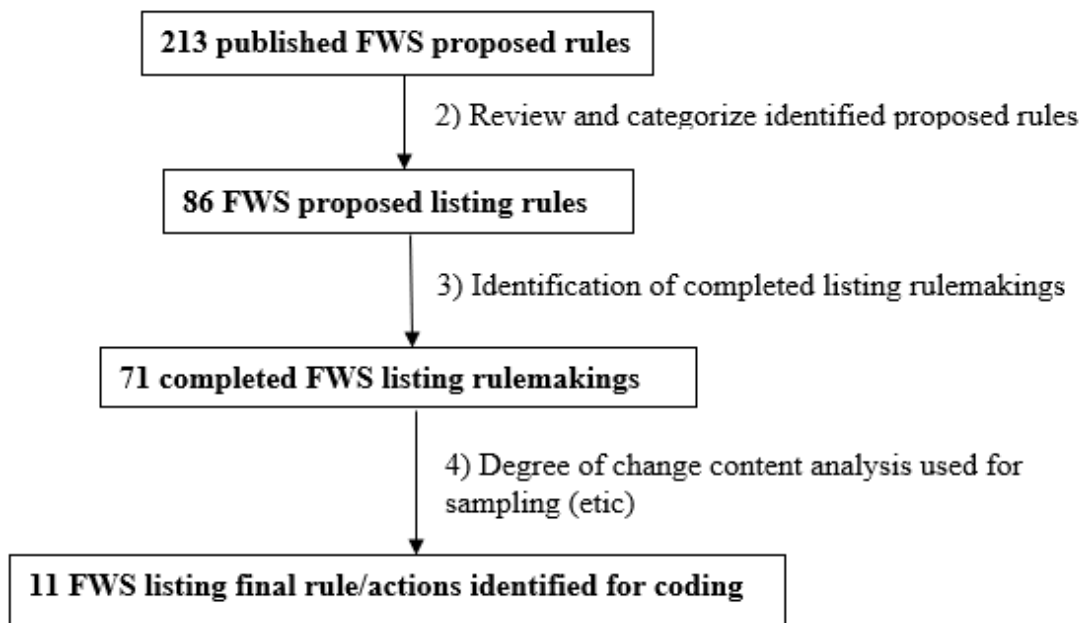 213 published FWS proposed rules
2) Review and categorize identified proposed rules
86 FWS proposed listing rules
3) Identification of completed listing rulemakings
71 completed FWS listing rulemakings
4) Degree of change content analysis used for
sampling (etic)
11 FWS listing final rule/actions identified for coding